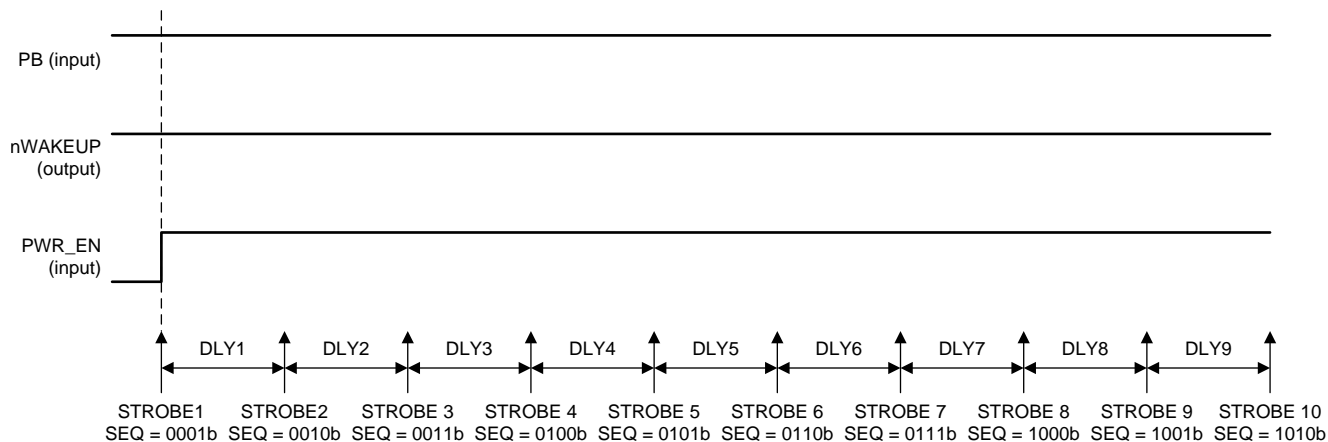 PB (input)
nWAKEUP
(output)
PWR_EN
(input)
DLY1 DLY2 DLY3 DLY4 DLY5 DLY6 DLY7 DLY8 DLY9
STROBE1 STROBE2 STROBE 3 STROBE 4 STROBE 5 STROBE 6 STROBE 7 STROBE 8 STROBE 9 STROBE 10
SEQ = 0001b SEQ = 0010b SEQ = 0011b SEQ = 0100b SEQ = 0101b SEQ = 0110b SEQ = 0111b SEQ = 1000b SEQ = 1001b SEQ = 1010b